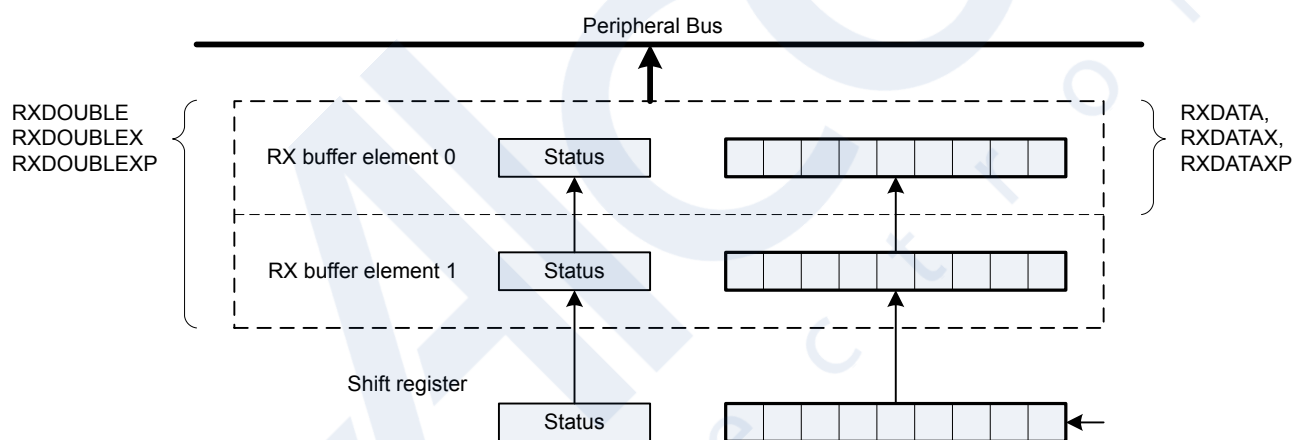 Peripheral Bus
RXDOUBLE
RXDOUBLEX
RXDOUBLEXP
RXDATA,
RXDATAX,
RXDATAXP
RX buffer element 0
Status
RX buffer element 1
Status
Shift register
Status